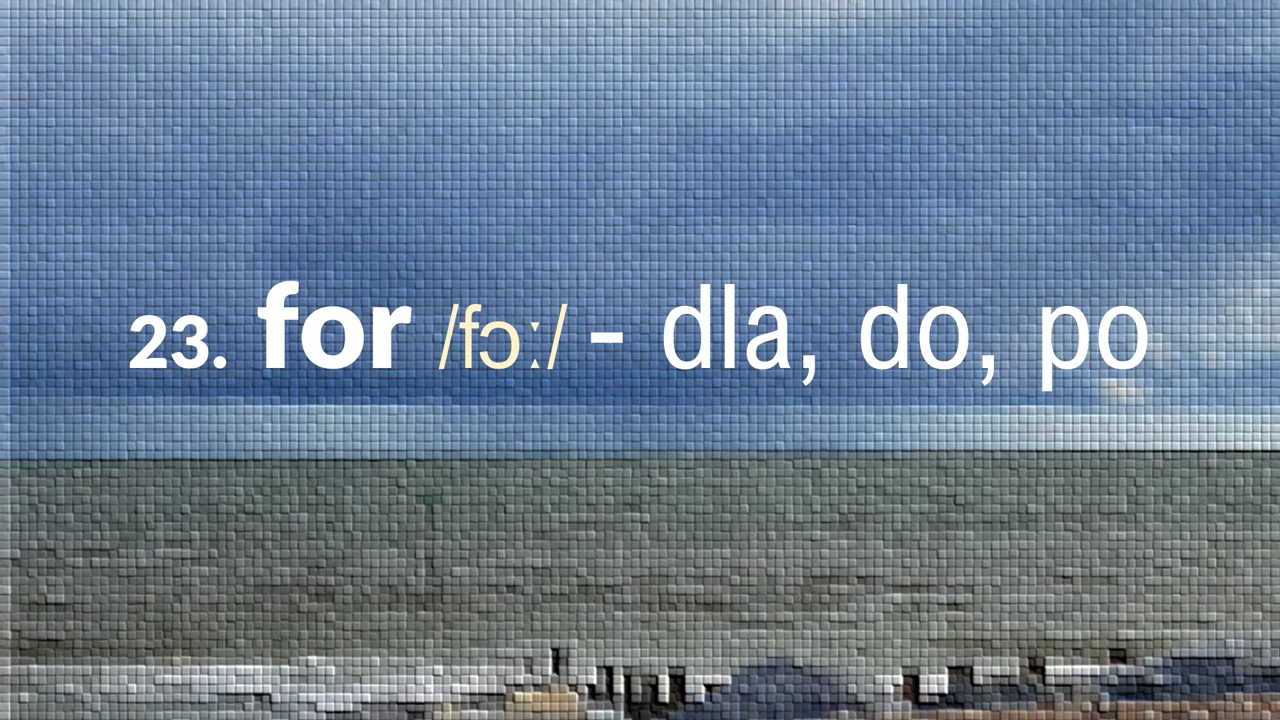 23. for /fɔː/ - dla, do, po